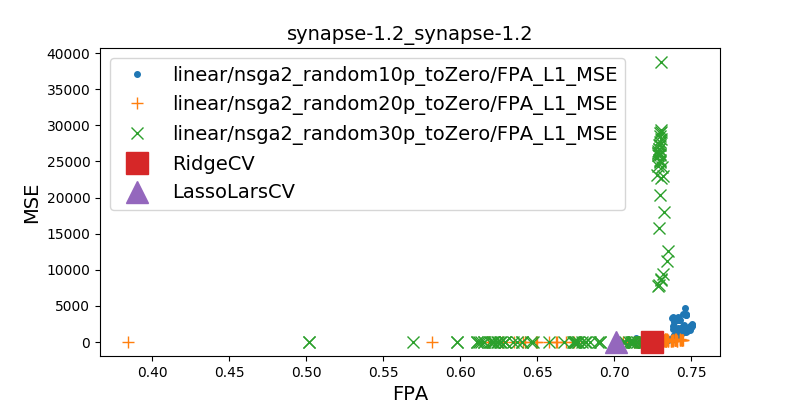 synapse-1.2_synapse-1.2
40000
35000
30000
25000
20000
15000
10000
5000
0
MSE
linear/nsga2_random10p_toZero/FPA_L1_MSE
linear/nsga2_random20p_toZero/FPA_L1_MSE
linear/nsga2_random30p_toZero/FPA_L1_MSE
RidgeCV
LassoLarsCV
0.40 0.45 0.50 0.55 0.60 0.65 0.70 0.75
FPA